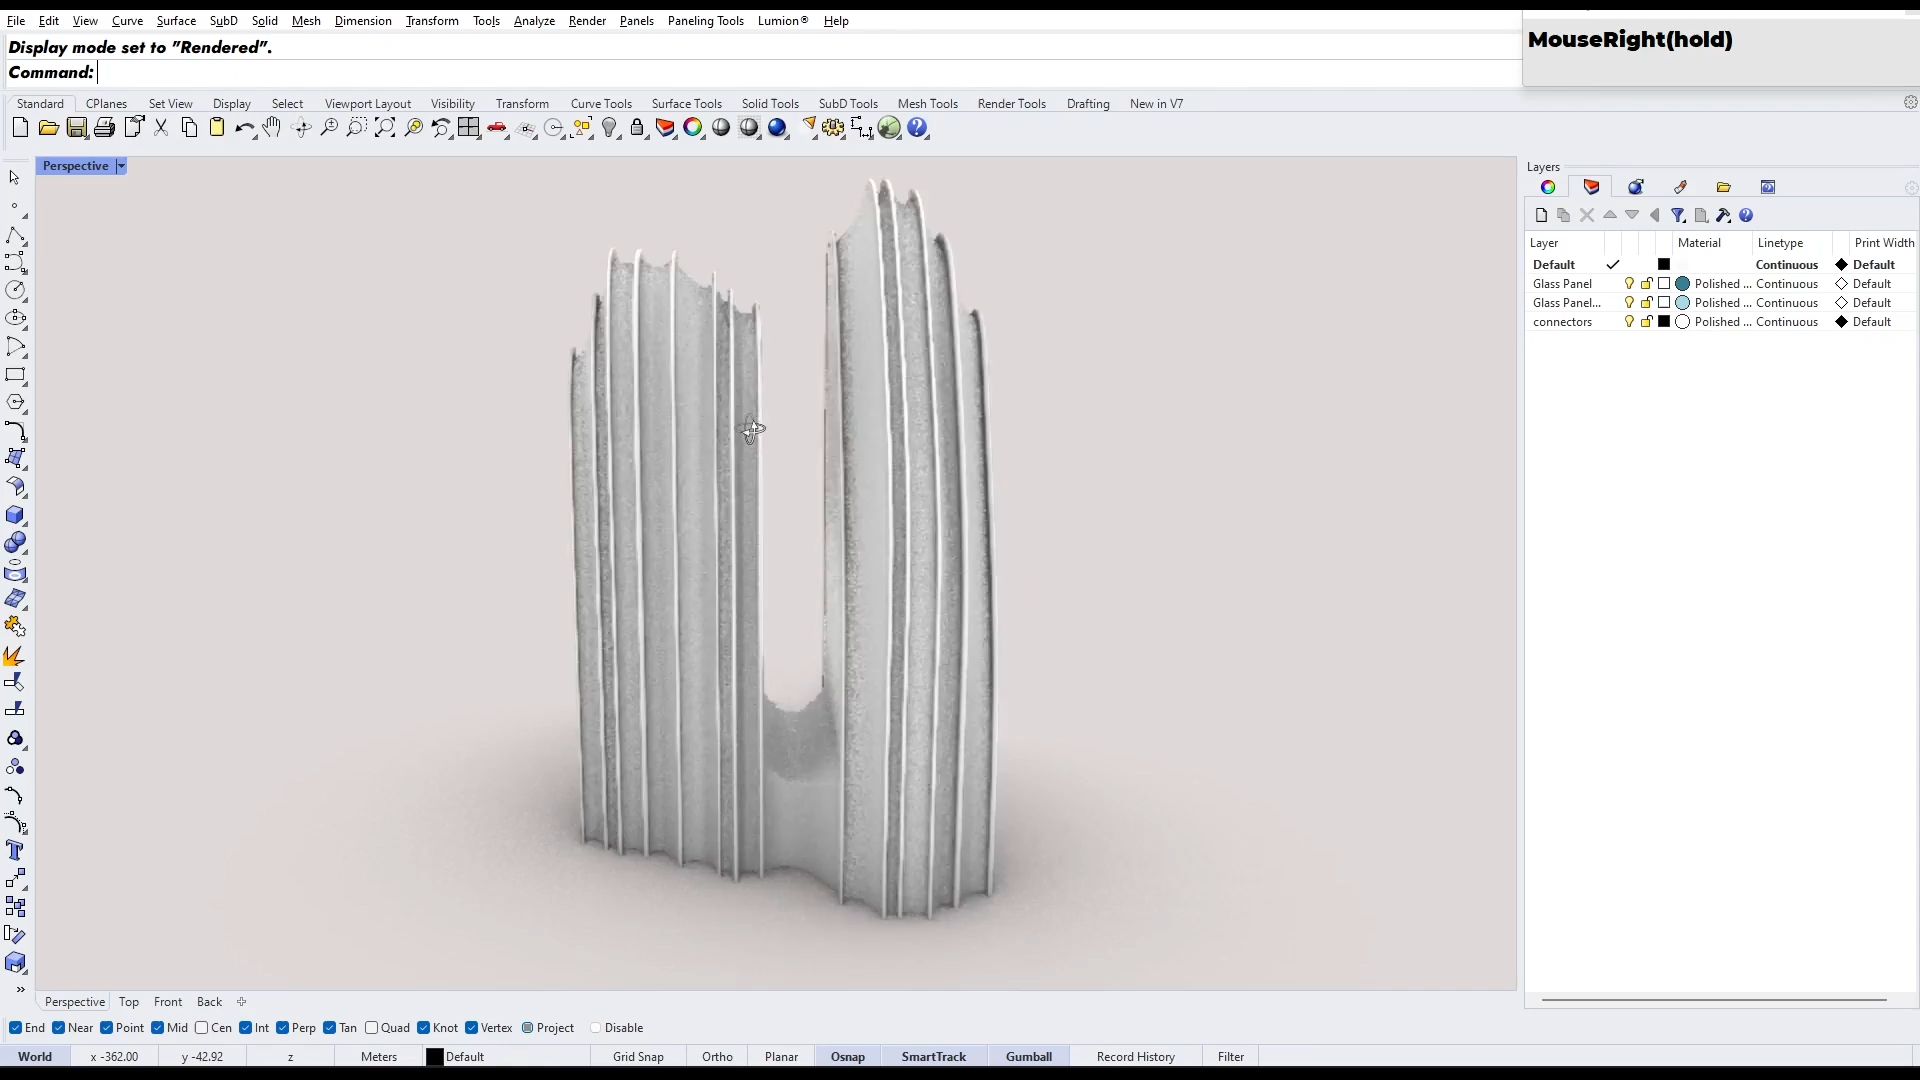 File Edit View Curve Surface SubD Solid Mesh Dimension Transform Tools Analyze Render Panels Paneling Tools Lumion® Help
Display mode set to "Rendered".
Command:
MouseRight(hold)
Standard CPlanes Set View Display Select Viewport Layout Visibility Transform Curve Tools Surface Tools Solid Tools SubD Tools Mesh Tools Render Tools Drafting New in V7
Perspective
Layers
Layer Material Linetype Print Width
Default Continuous Default
Glass Panel Polished ... Continuous Default
Glass Panel... Polished ... Continuous Default
connectors Polished ... Continuous Default
Perspective Top Front Back
End Near Point Mid Cen Int Perp Tan Quad Knot Vertex Project Disable
World x -362.00 y -42.92 z Meters Default Grid Snap Ortho Planar Osnap SmartTrack Gumball Record History Filter